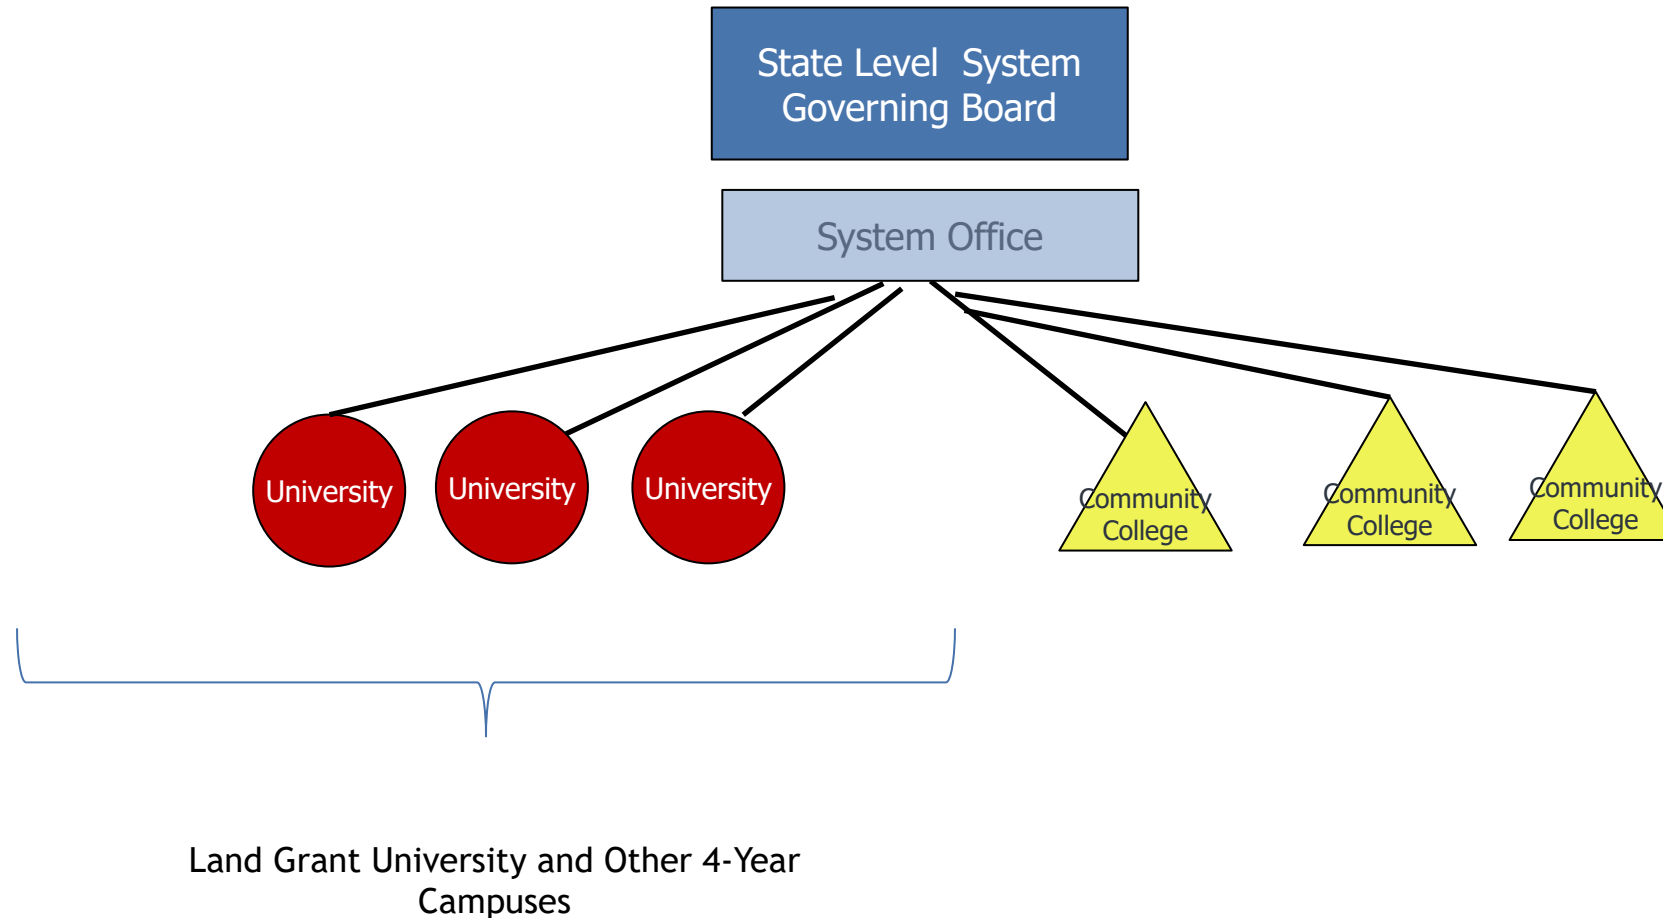 State Level System
Governing Board
System Office
University
University
University
Community
College
Community
College
Community
College
Land Grant University and Other 4-Year
Campuses